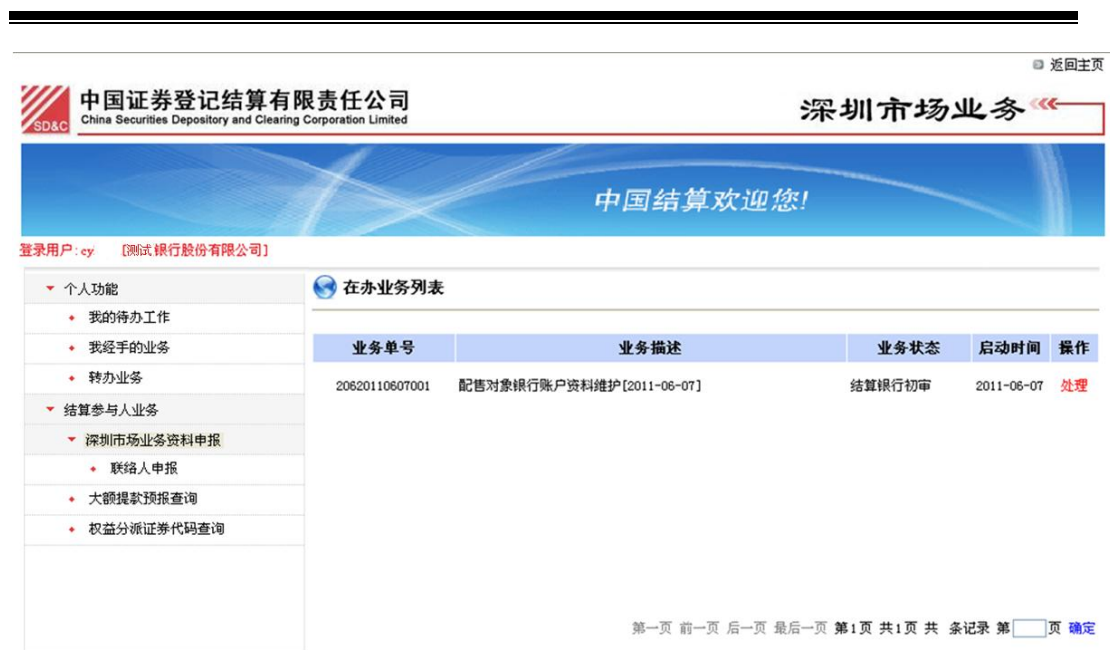 返回主页
中国证券登记结算有限责任公司
China Securities Depository and Clearing Corporation Limited
SD&C
深圳市场业务
中国结算欢迎您!
登录用户: cy [测试银行股份有限公司]
个人功能
我的待办工作
我经手的业务
转办业务
结算参与人业务
深圳市场业务资料申报
联络人申报
大额提款预报查询
权益分派证券代码查询
在办业务列表
业务单号 业务描述 业务状态 启动时间 操作
20620110607001 配售对象银行账户资料维护[2011-06-07] 结算银行初审 2011-06-07 处理
第一页 前一页 后一页 最后一页 第1页 共1页 共 条记录 第 页 确定